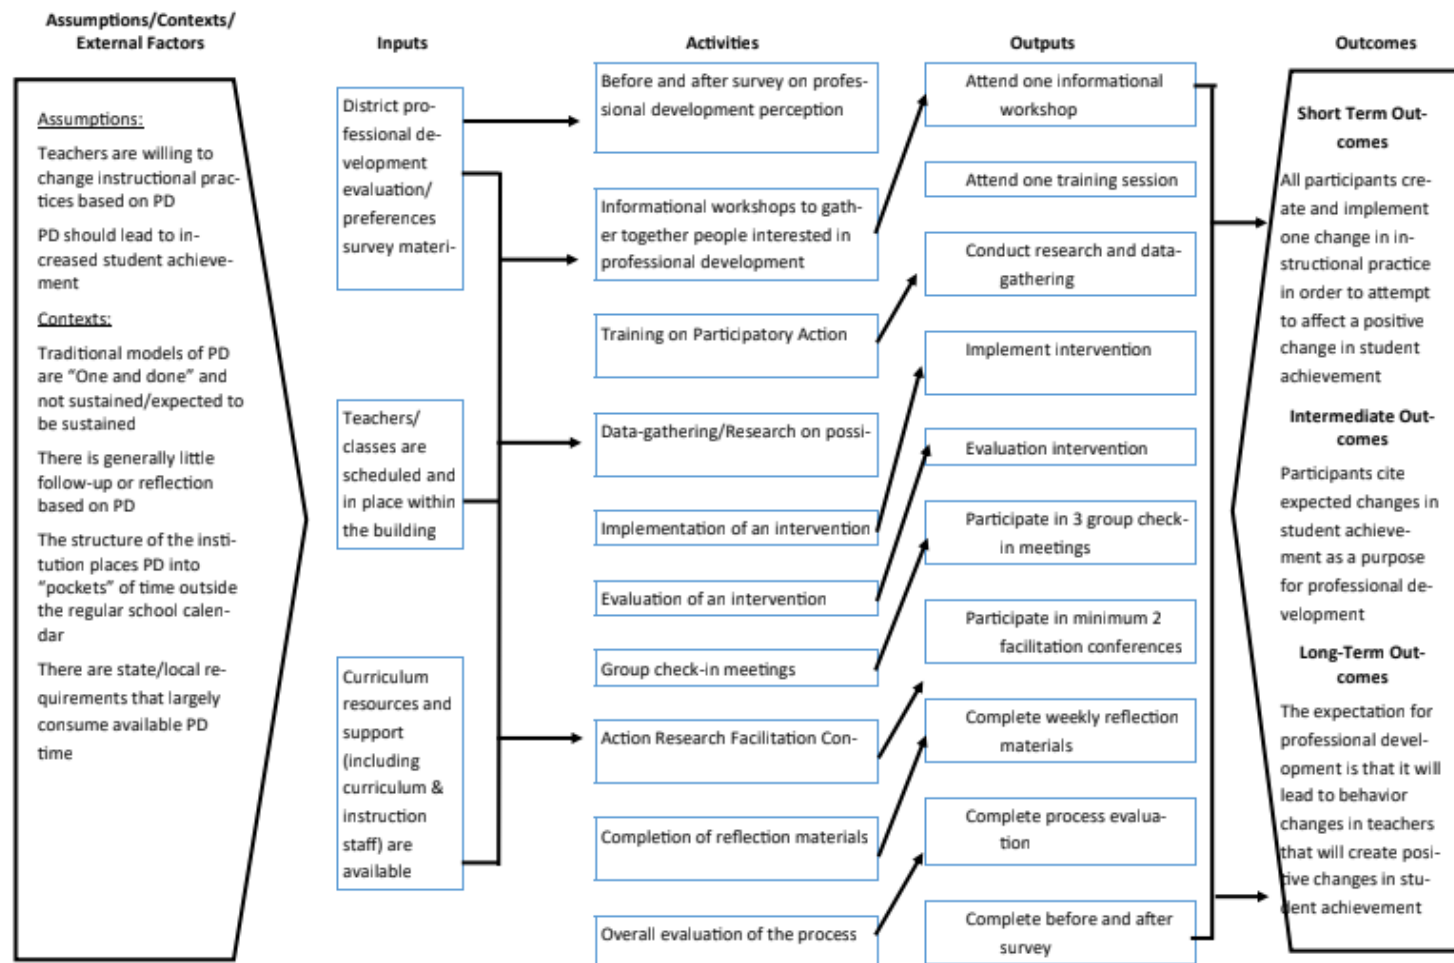 Assumptions/Contexts/
External Factors
Assumptions:
Teachers are willing to
change instructional prac-
tices based on PD
PD should lead to in-
creased student achieve-
ment
Contexts:
Traditional models of PD
are “One and done” and
not sustained/expected to
be sustained
There is generally little
follow-up or reflection
based on PD
The structure of the insti-
tution places PD into
“pockets” of time outside
the regular school calen-
dar
There are state/local re-
quirements that largely
consume available PD
time
Inputs
District pro-
fessional de-
velopment
evaluation/
preferences
survey materi-
Teachers/
classes are
scheduled and
in place within
the building
Curriculum
resources and
support
(including
curriculum &
instruction
staff) are
available
Activities
Before and after survey on profes-
sional development perception
Informational workshops to gath-
er together people interested in
professional development
Training on Participatory Action
Data-gathering/Research on possi-
Implementation of an intervention
Evaluation of an intervention
Group check-in meetings
Action Research Facilitation Con-
Completion of reflection materials
Overall evaluation of the process
Outputs
Attend one informational
workshop
Attend one training session
Conduct research and data-
gathering
Implement intervention
Evaluation intervention
Participate in 3 group check-
in meetings
Participate in minimum 2
facilitation conferences
Complete weekly reflection
materials
Complete process evalua-
tion
Complete before and after
survey
Outcomes
Short Term Out-
comes
All participants cre-
ate and implement
one change in in-
structional practice
in order to attempt
to affect a positive
change in student
achievement
Intermediate Out-
comes
Participants cite
expected changes in
student achieve-
ment as a purpose
for professional de-
velopment
Long-Term Out-
comes
The expectation for
professional devel-
opment is that it will
lead to behavior
changes in teachers
that will create posi-
tive changes in stu-
dent achievement